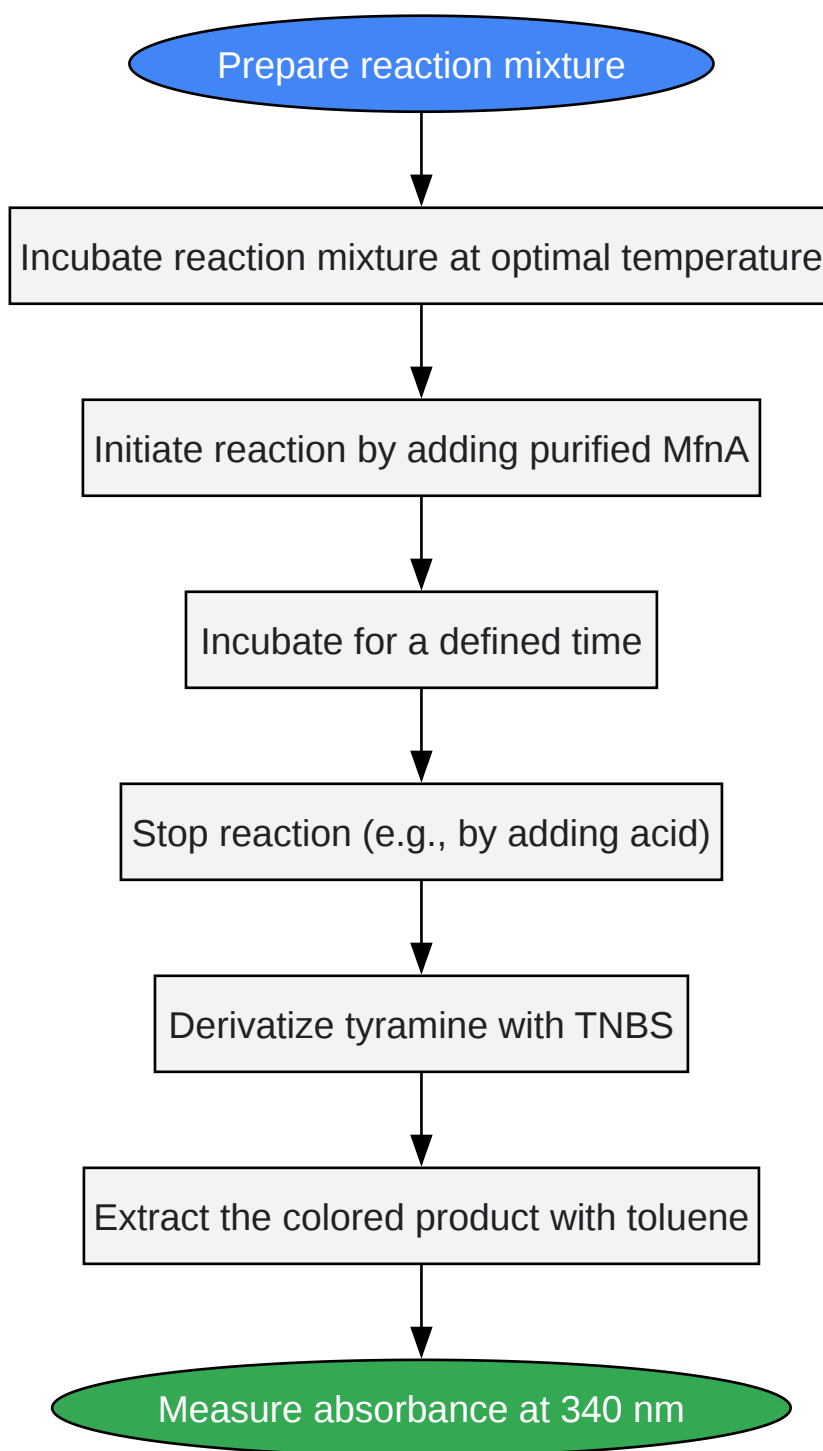 Prepare reaction mixture
Incubate reaction mixture at optimal temperature
Initiate reaction by adding purified MfnA
Incubate for a defined time
Stop reaction (e.g., by adding acid)
Derivatize tyramine with TNBS
Extract the colored product with toluene
Measure absorbance at 340 nm